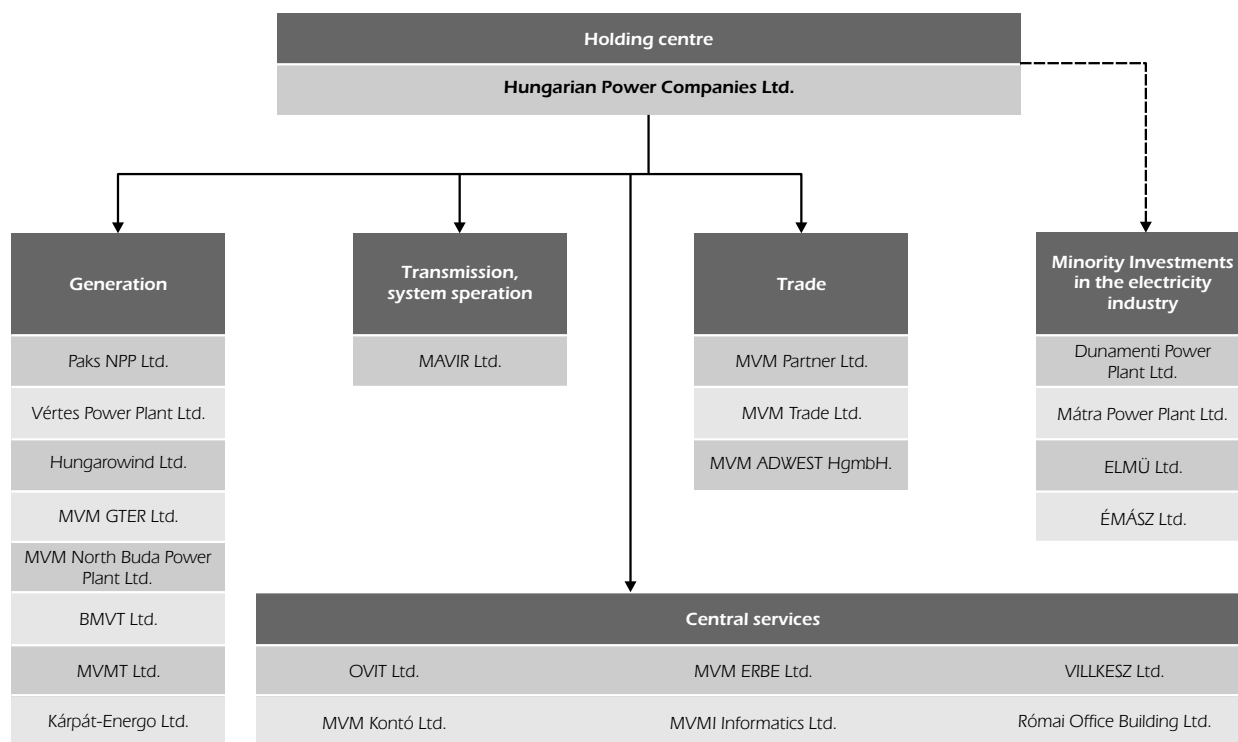 Holding centre
Hungarian Power Companies Ltd.
Generation
Paks NPP Ltd.
Vértes Power Plant Ltd.
Hungarowind Ltd.
MVM GTER Ltd.
MVM North Buda Power
Plant Ltd.
BMVT Ltd.
MVMT Ltd.
Kárpát-Energo Ltd.
Transmission,
system speration
MAVIR Ltd.
Trade
MVM Partner Ltd.
MVM Trade Ltd.
MVM ADWEST HgmbH.
Minority Investments
in the electricity
industry
Dunamenti Power
Plant Ltd.
Mátra Power Plant Ltd.
ELMÜ Ltd.
ÉMÁSZ Ltd.
Central services
OVIT Ltd.
MVM ERBE Ltd.
VILLKESZ Ltd.
MVM Kontó Ltd.
MVMI Informatics Ltd.
Római Office Building Ltd.